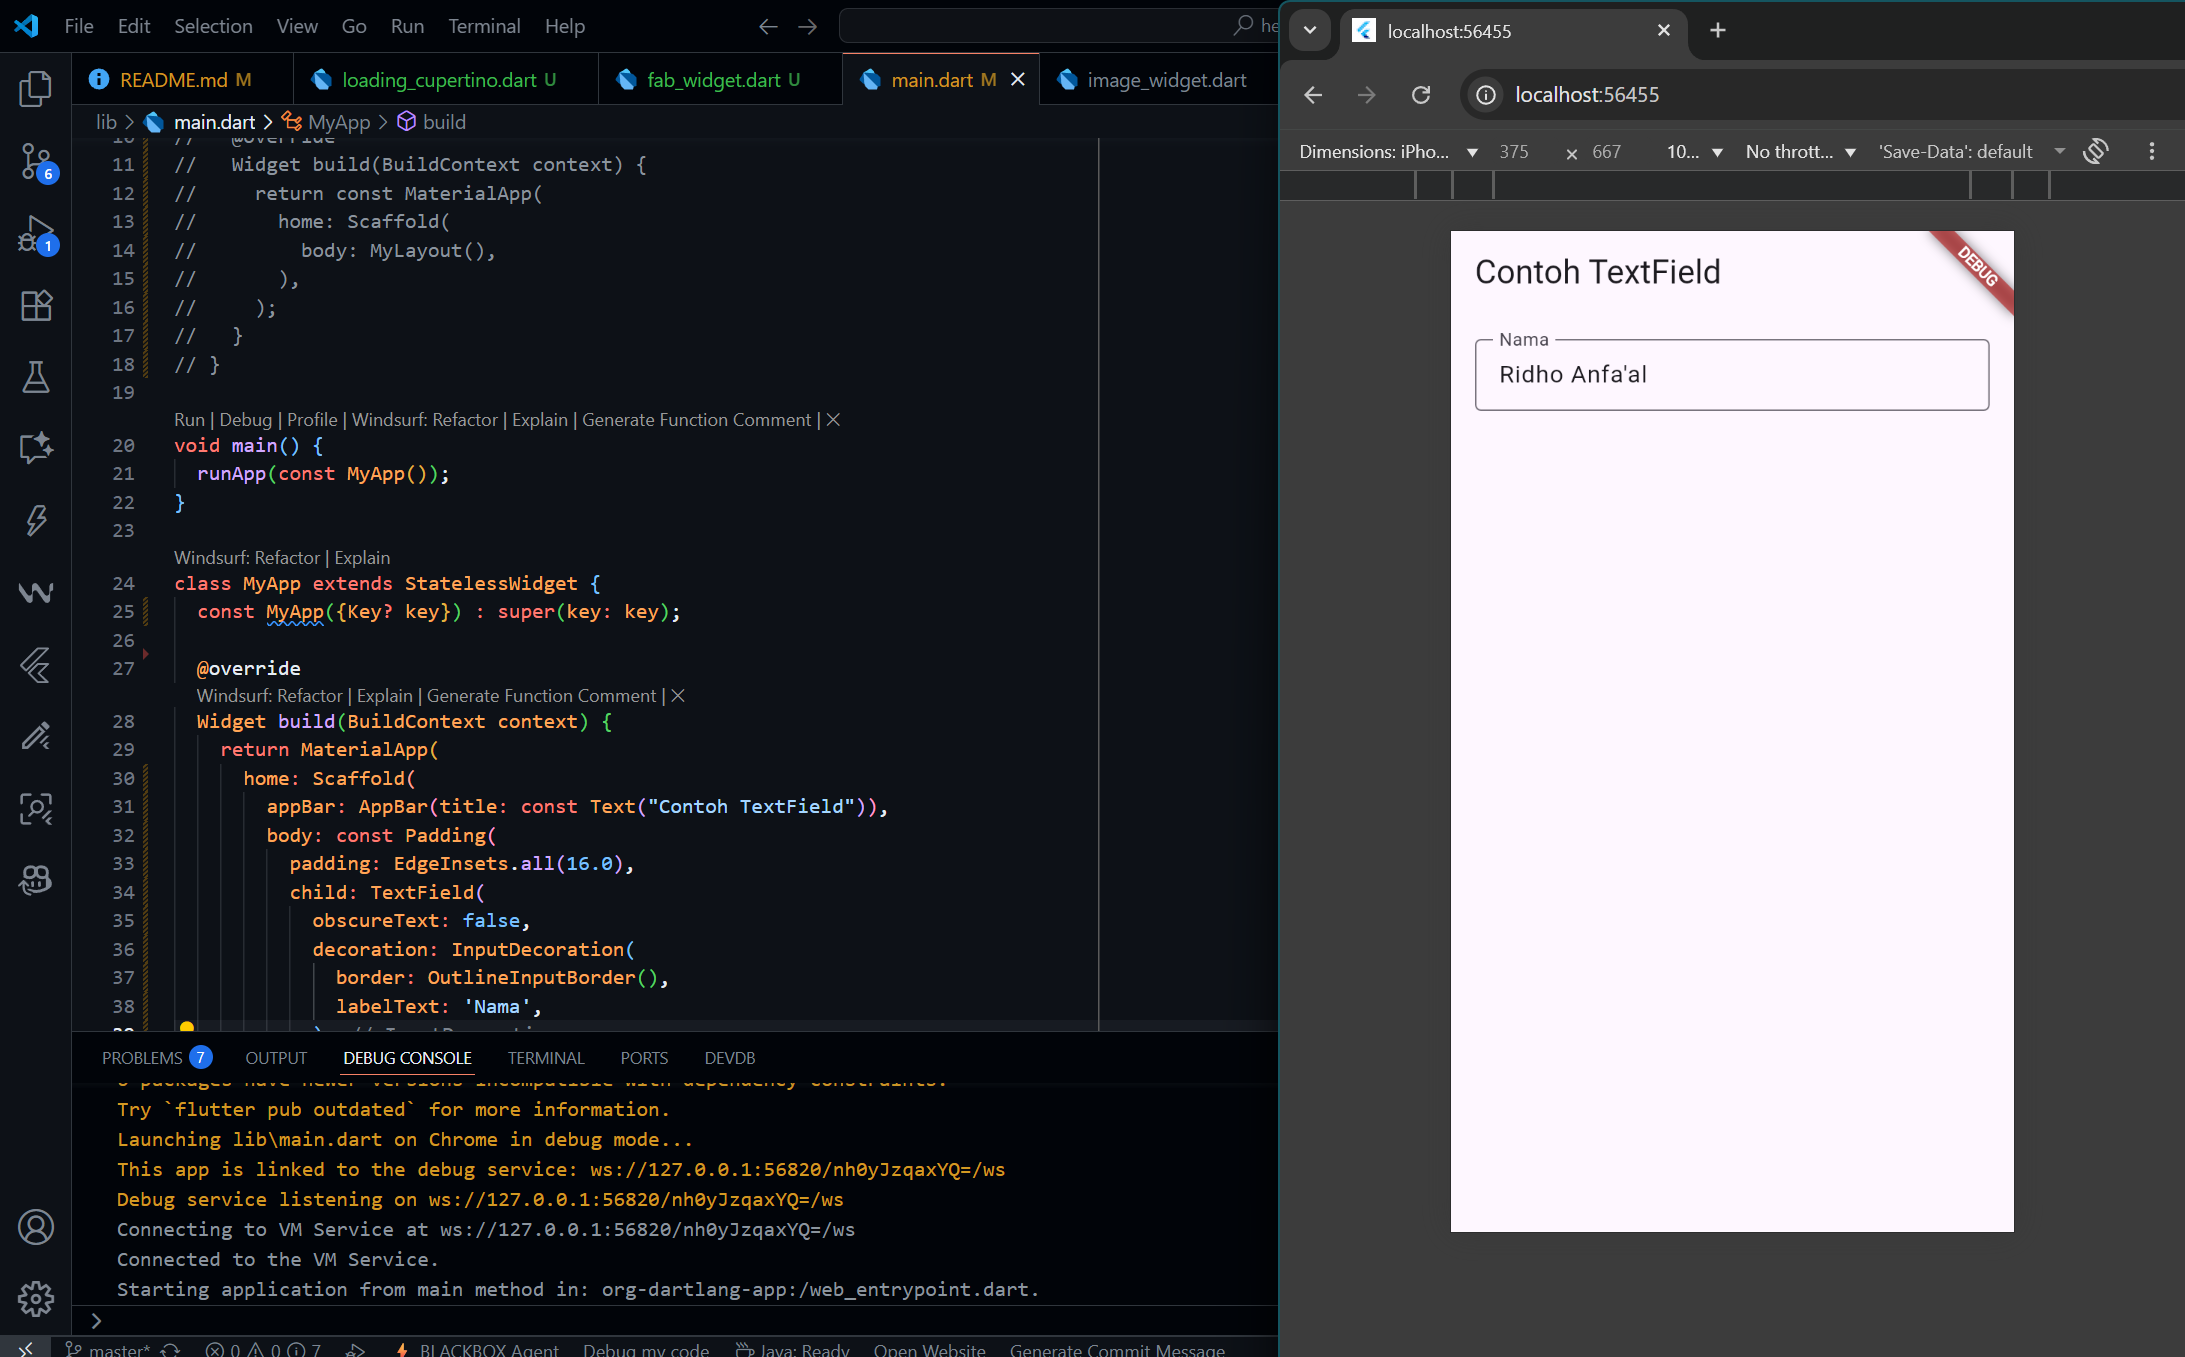 File Edit Selection View Go Run Terminal Help
he
README.md M
loading_cupertino.dart U
fab_widget.dart U
main.dart M
image_widget.dart
lib > main.dart > MyApp > build
10 // @override
11 // Widget build(BuildContext context) {
12 // return const MaterialApp(
13 // home: Scaffold(
14 // body: MyLayout(),
15 // ),
16 // );
17 // }
18 // }
19
Run | Debug | Profile | Windsurf: Refactor | Explain | Generate Function Comment | ×
20 void main() {
21 runApp(const MyApp());
22 }
23
Windsurf: Refactor | Explain
24 class MyApp extends StatelessWidget {
25 const MyApp({Key? key}) : super(key: key);
26
27 @override
Windsurf: Refactor | Explain | Generate Function Comment | ×
28 Widget build(BuildContext context) {
29 return MaterialApp(
30 home: Scaffold(
31 appBar: AppBar(title: const Text("Contoh TextField")),
32 body: const Padding(
33 padding: EdgeInsets.all(16.0),
34 child: TextField(
35 obscureText: false,
36 decoration: InputDecoration(
37 border: OutlineInputBorder(),
38 labelText: 'Nama',
6
1
PROBLEMS 7 OUTPUT DEBUG CONSOLE TERMINAL PORTS DEVDB
packages have newer versions incompatible with dependency constraints.
Try `flutter pub outdated` for more information.
Launching lib\main.dart on Chrome in debug mode...
This app is linked to the debug service: ws://127.0.0.1:56820/nh0yJzqaxYQ=/ws
Debug service listening on ws://127.0.0.1:56820/nh0yJzqaxYQ=/ws
Connecting to VM Service at ws://127.0.0.1:56820/nh0yJzqaxYQ=/ws
Connected to the VM Service.
Starting application from main method in: org-dartlang-app:/web_entrypoint.dart.
>
master* 0 0 7 BLACKBOX Agent Debug my code Java: Ready Open Website Generate Commit Message
localhost:56455
localhost:56455
Dimensions: iPho... 375 × 667 10... No thrott... 'Save-Data': default
Contoh TextField
DEBUG
Nama
Ridho Anfa'al